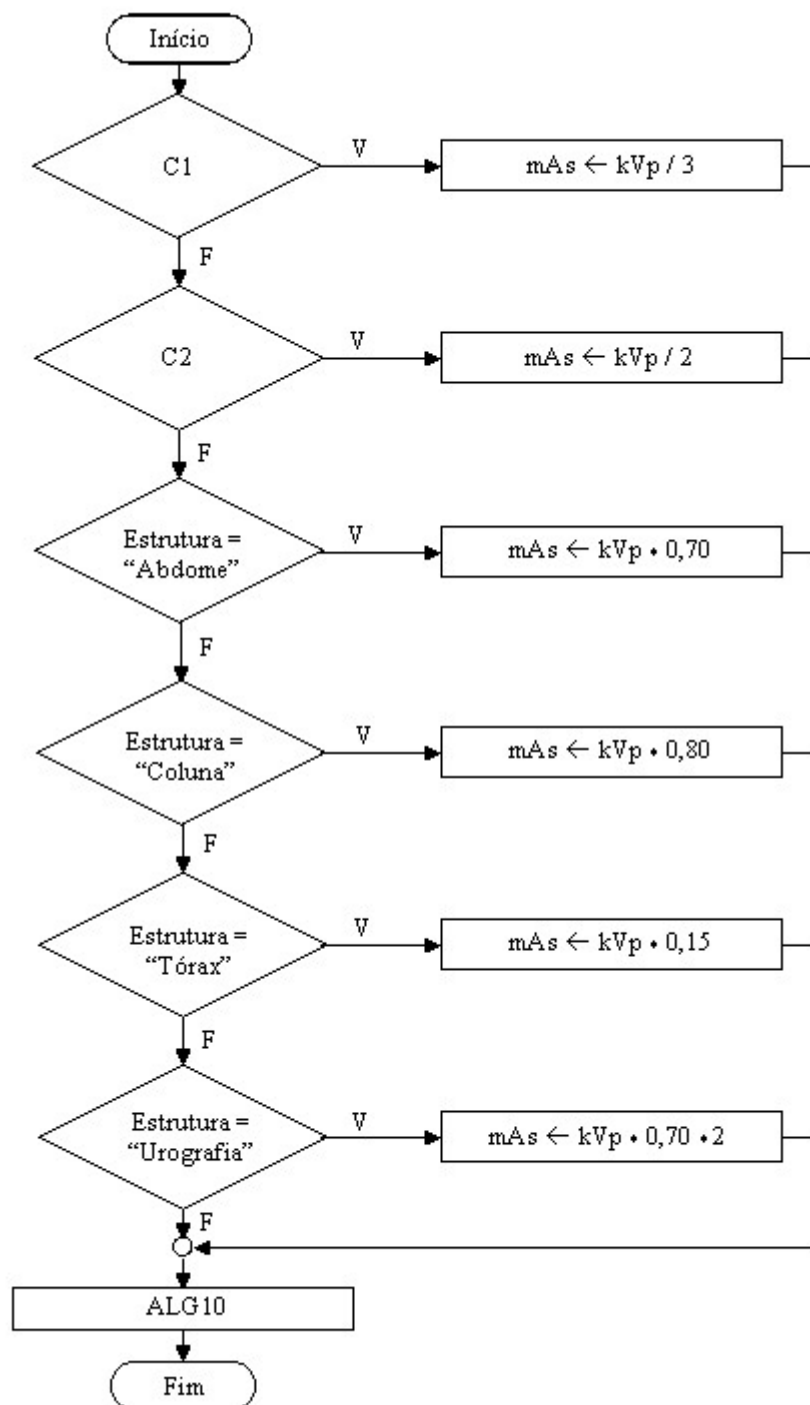 Início
C1
V
mAs ← kVp / 3
F
C2
V
mAs ← kVp / 2
F
Estrutura =
“Abdome”
V
mAs ← kVp • 0,70
F
Estrutura =
“Coluna”
V
mAs ← kVp • 0,80
F
Estrutura =
“Tórax”
V
mAs ← kVp • 0,15
F
Estrutura =
“Urografia”
V
mAs ← kVp • 0,70 • 2
F
ALG10
Fim